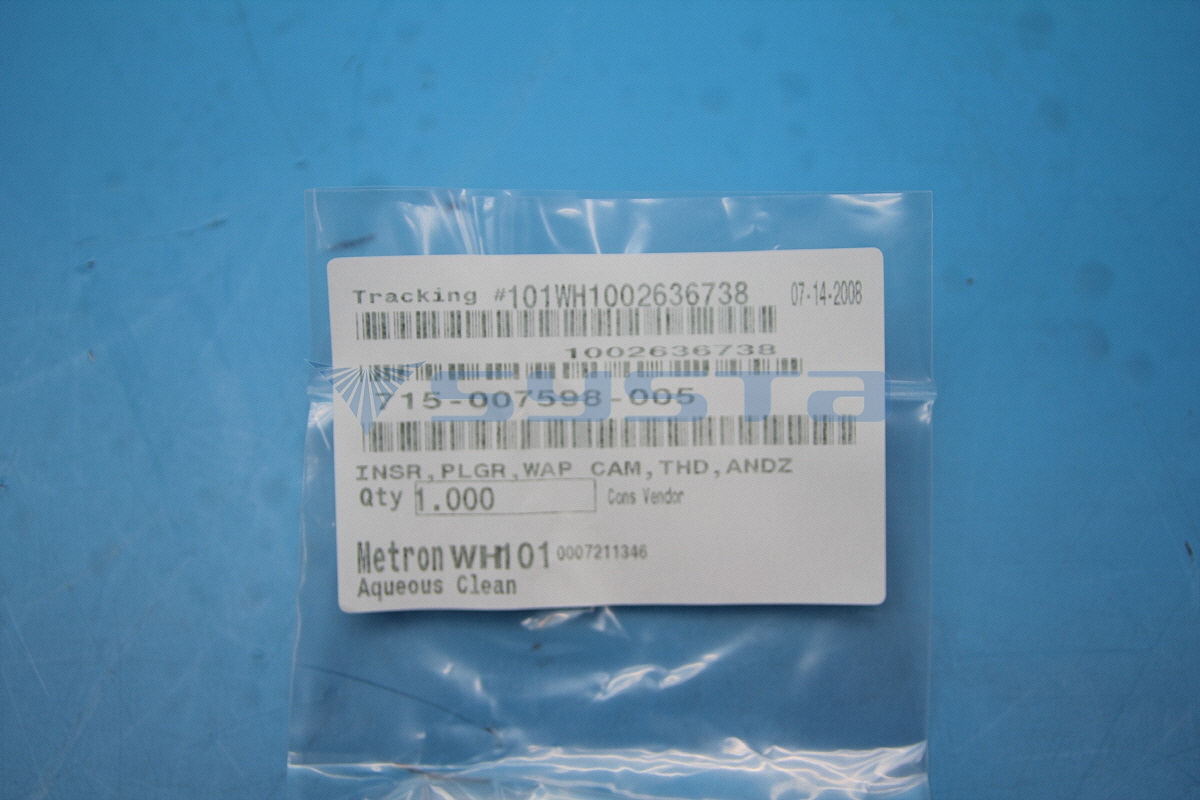 Tracking #101WH1002636738 07-14-2008
1002636738
systa
715-007598-005
INSR,PLGR,WAP CAM,THD,ANDZ
Qty 1.000 Cons Vendor
Metron WH101 0007211346
Aqueous Clean